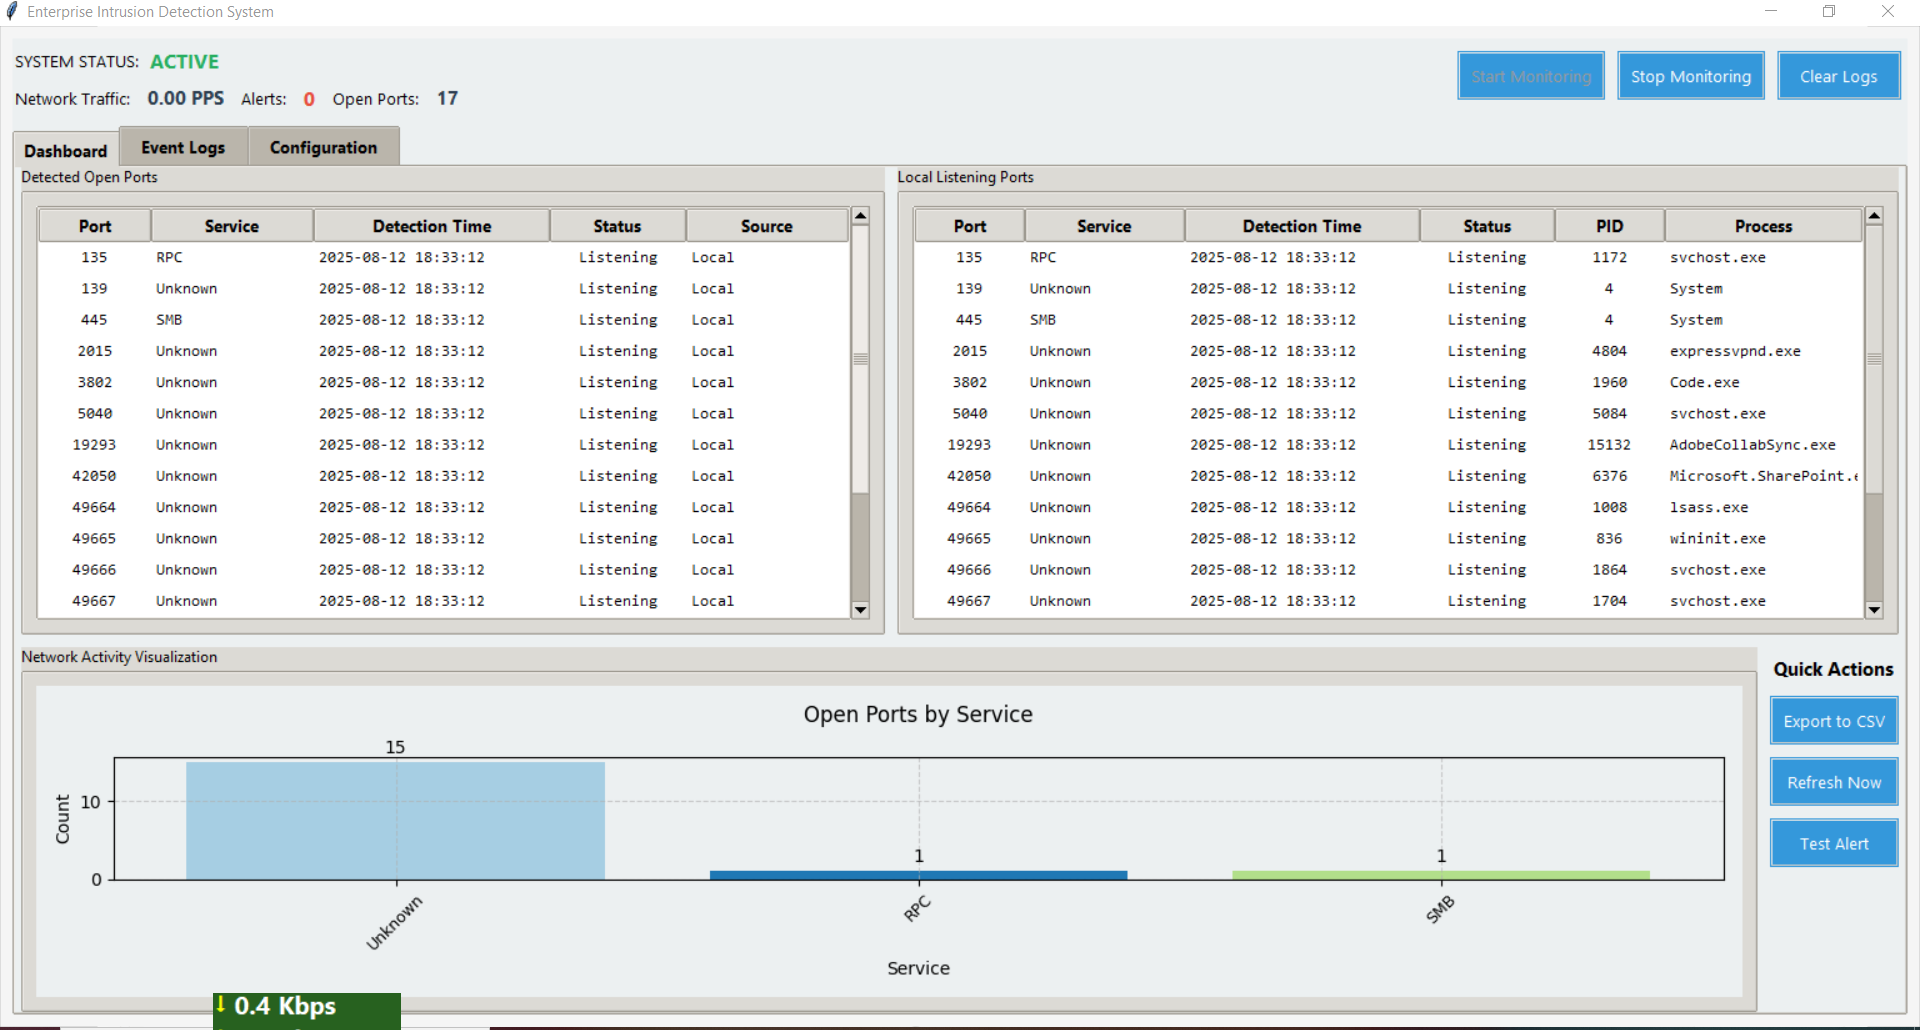 Enterprise Intrusion Detection System
SYSTEM STATUS: ACTIVE
Network Traffic: 0.00 PPS Alerts: 0 Open Ports: 17
Start Monitoring Stop Monitoring Clear Logs
Dashboard Event Logs Configuration
Detected Open Ports
Port Service Detection Time Status Source
135 RPC 2025-08-12 18:33:12 Listening Local
139 Unknown 2025-08-12 18:33:12 Listening Local
445 SMB 2025-08-12 18:33:12 Listening Local
2015 Unknown 2025-08-12 18:33:12 Listening Local
3802 Unknown 2025-08-12 18:33:12 Listening Local
5040 Unknown 2025-08-12 18:33:12 Listening Local
19293 Unknown 2025-08-12 18:33:12 Listening Local
42050 Unknown 2025-08-12 18:33:12 Listening Local
49664 Unknown 2025-08-12 18:33:12 Listening Local
49665 Unknown 2025-08-12 18:33:12 Listening Local
49666 Unknown 2025-08-12 18:33:12 Listening Local
49667 Unknown 2025-08-12 18:33:12 Listening Local
Local Listening Ports
Port Service Detection Time Status PID Process
135 RPC 2025-08-12 18:33:12 Listening 1172 svchost.exe
139 Unknown 2025-08-12 18:33:12 Listening 4 System
445 SMB 2025-08-12 18:33:12 Listening 4 System
2015 Unknown 2025-08-12 18:33:12 Listening 4804 expressvpnd.exe
3802 Unknown 2025-08-12 18:33:12 Listening 1960 Code.exe
5040 Unknown 2025-08-12 18:33:12 Listening 5084 svchost.exe
19293 Unknown 2025-08-12 18:33:12 Listening 15132 AdobeCollabSync.exe
42050 Unknown 2025-08-12 18:33:12 Listening 6376 Microsoft.SharePoint.
49664 Unknown 2025-08-12 18:33:12 Listening 1008 lsass.exe
49665 Unknown 2025-08-12 18:33:12 Listening 836 wininit.exe
49666 Unknown 2025-08-12 18:33:12 Listening 1864 svchost.exe
49667 Unknown 2025-08-12 18:33:12 Listening 1704 svchost.exe
Network Activity Visualization
Open Ports by Service
15
1
1
Count
10
0
Unknown
RPC
SMB
Service
Quick Actions
Export to CSV
Refresh Now
Test Alert
↓ 0.4 Kbps